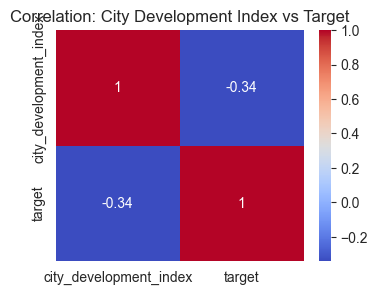 Correlation: City Development Index vs Target
city_development_index
target
1
-0.34
-0.34
1
city_development_index
target
1.0
0.8
0.6
0.4
0.2
0.0
−0.2